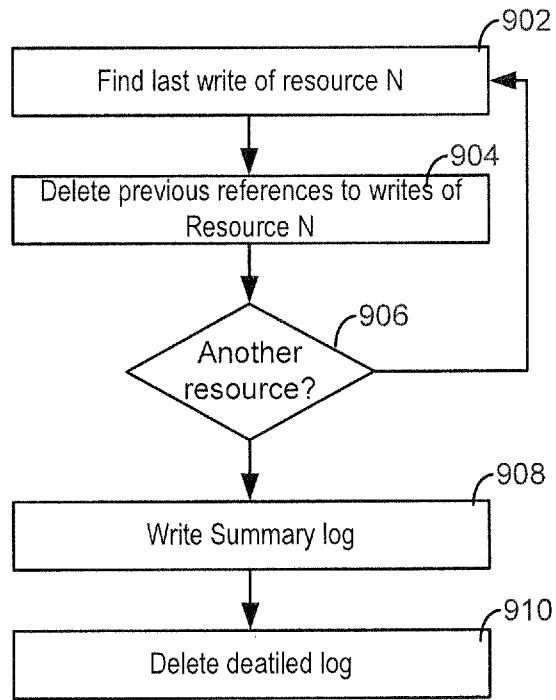 902
Find last write of resource N
904
Delete previous references to writes of
Resource N
906
Another
resource?
908
Write Summary log
910
Delete deatiled log